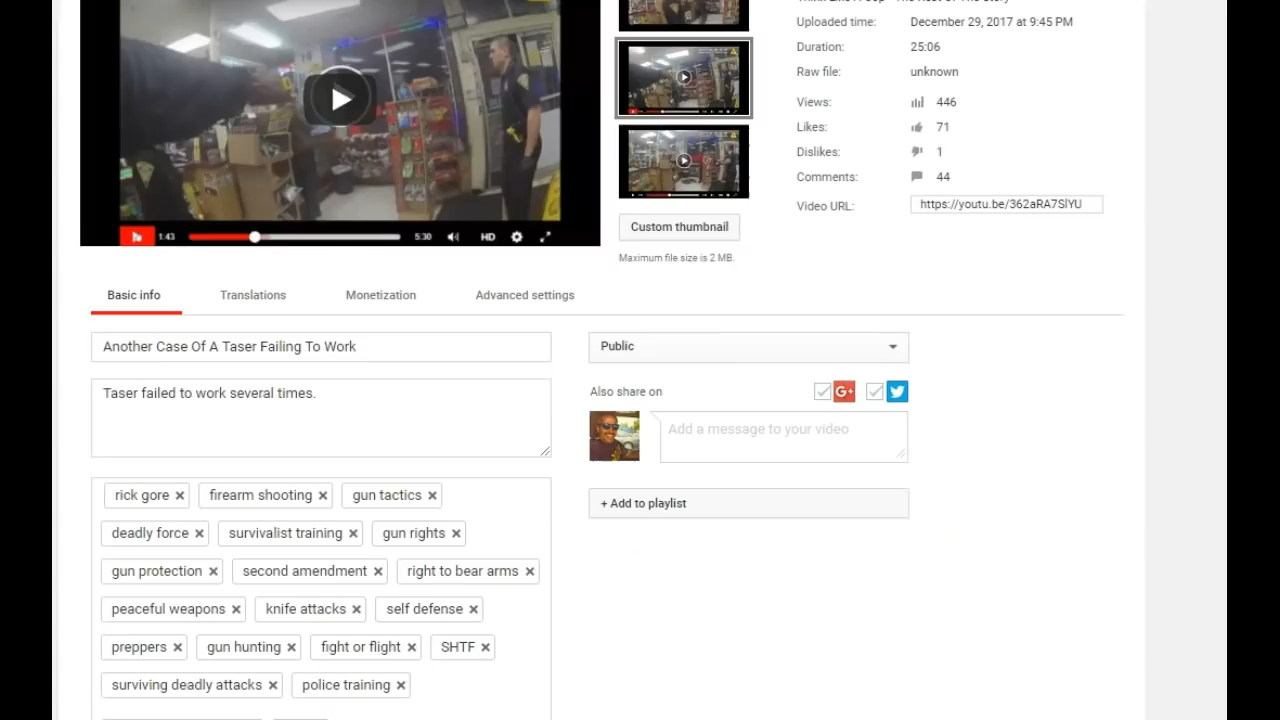 Uploaded time: December 29, 2017 at 9:45 PM
Duration: 25:06
Raw file: unknown
Views: 446
Likes: 71
Dislikes: 1
Comments: 44
Video URL: https://youtu.be/362aRA7SlYU
1:43 5:30 HD
Custom thumbnail
Maximum file size is 2 MB.
Basic info Translations Monetization Advanced settings
Another Case Of A Taser Failing To Work
Public
Taser failed to work several times.
Also share on G+
Add a message to your video
+ Add to playlist
rick gore × firearm shooting × gun tactics ×
deadly force × survivalist training × gun rights ×
gun protection × second amendment × right to bear arms ×
peaceful weapons × knife attacks × self defense ×
preppers × gun hunting × fight or flight × SHTF ×
surviving deadly attacks × police training ×